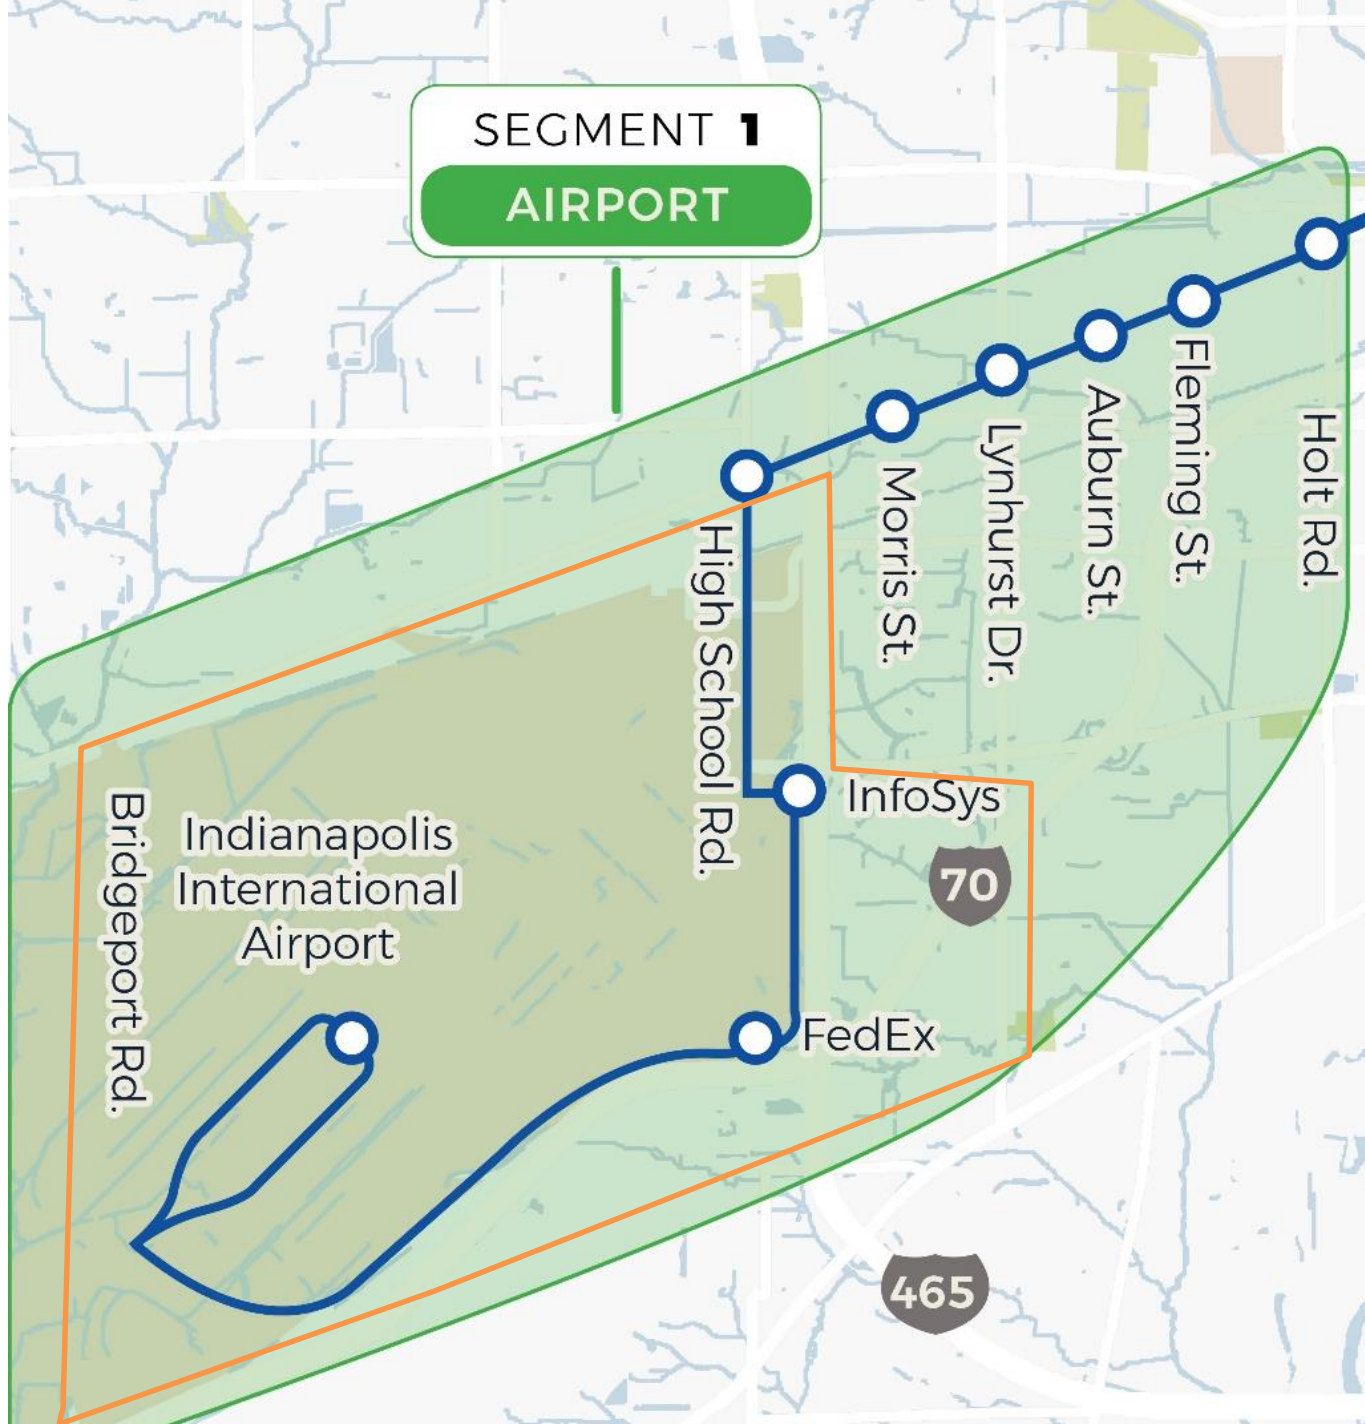 SEGMENT 1
AIRPORT
Holt Rd.
Fleming St.
Auburn St.
Lynhurst Dr.
Morris St.
High School Rd.
InfoSys
70
Bridgeport Rd.
Indianapolis
International
Airport
FedEx
465